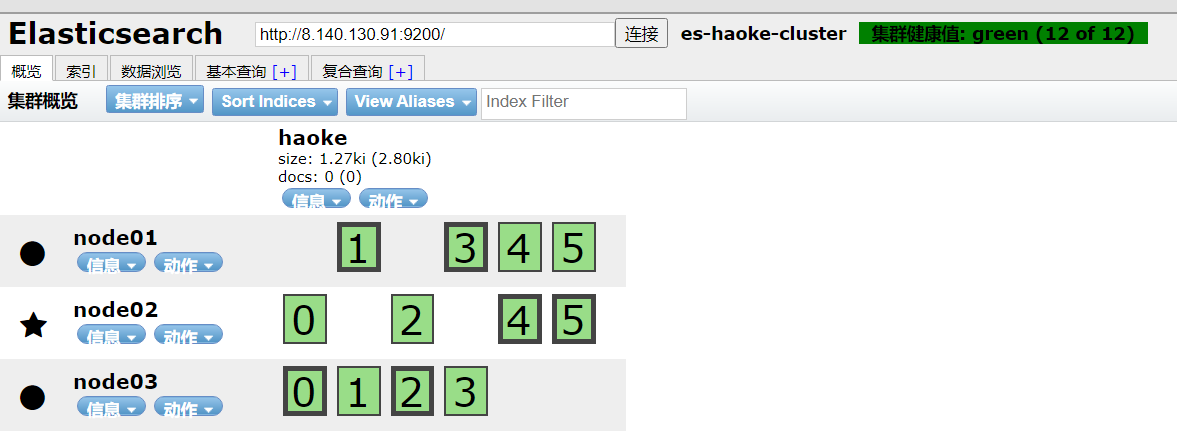 Elasticsearch http://8.140.130.91:9200/ 连接 es-haoke-cluster 集群健康值: green (12 of 12)
概览 索引 数据浏览 基本查询 [+] 复合查询 [+]
集群概览 集群排序 Sort Indices View Aliases Index Filter
haoke
size: 1.27ki (2.80ki)
docs: 0 (0)
信息 动作
node01 1 3 4 5
信息 动作
node02 0 2 4 5
信息 动作
node03 0 1 2 3
信息 动作